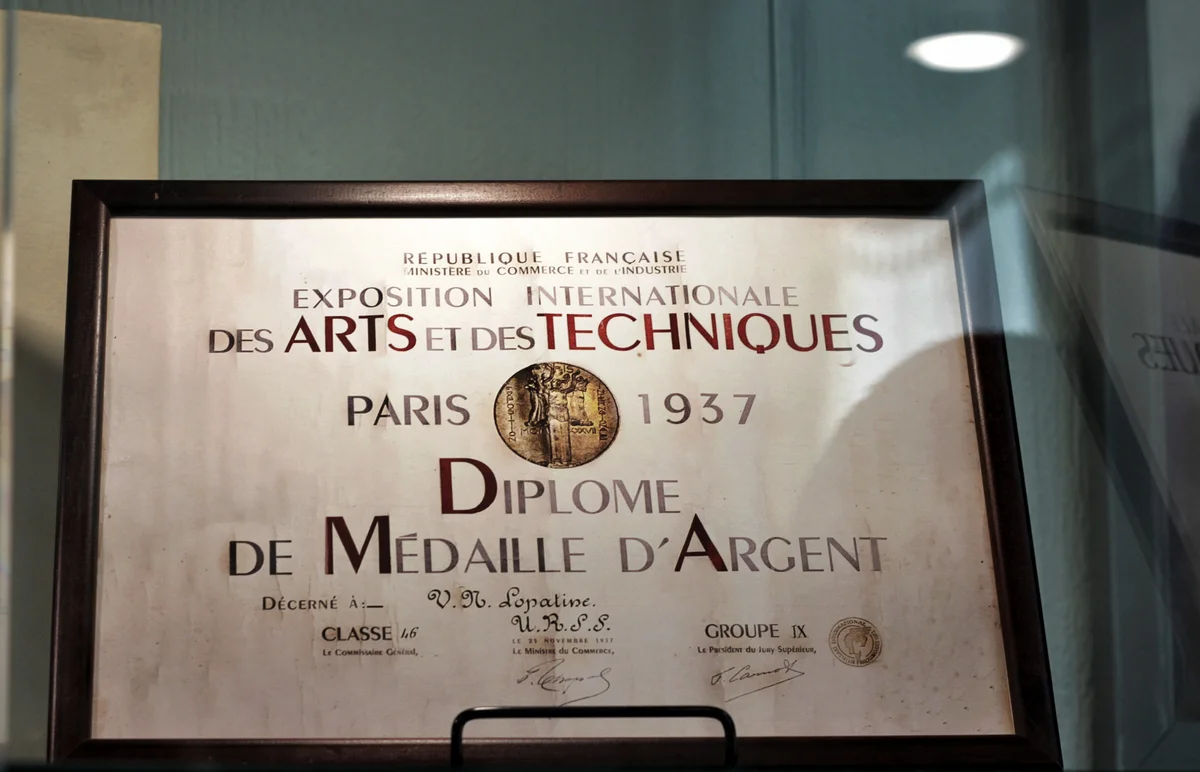 RÉPUBLIQUE FRANÇAISE
MINISTÈRE DU COMMERCE ET DE L'INDUSTRIE
EXPOSITION INTERNATIONALE
DES ARTS ET DES TECHNIQUES
PARIS 1937
DIPLOME
DE MÉDAILLE D'ARGENT
DÉCERNÉ À:— V. N. Lopatine.
U.R.S.S.
CLASSE 46 LE 25 NOVEMBRE 1937 GROUPE IX
LE COMMISSAIRE GÉNÉRAL, LE MINISTRE DU COMMERCE, LE PRÉSIDENT DU JURY SUPÉRIEUR,